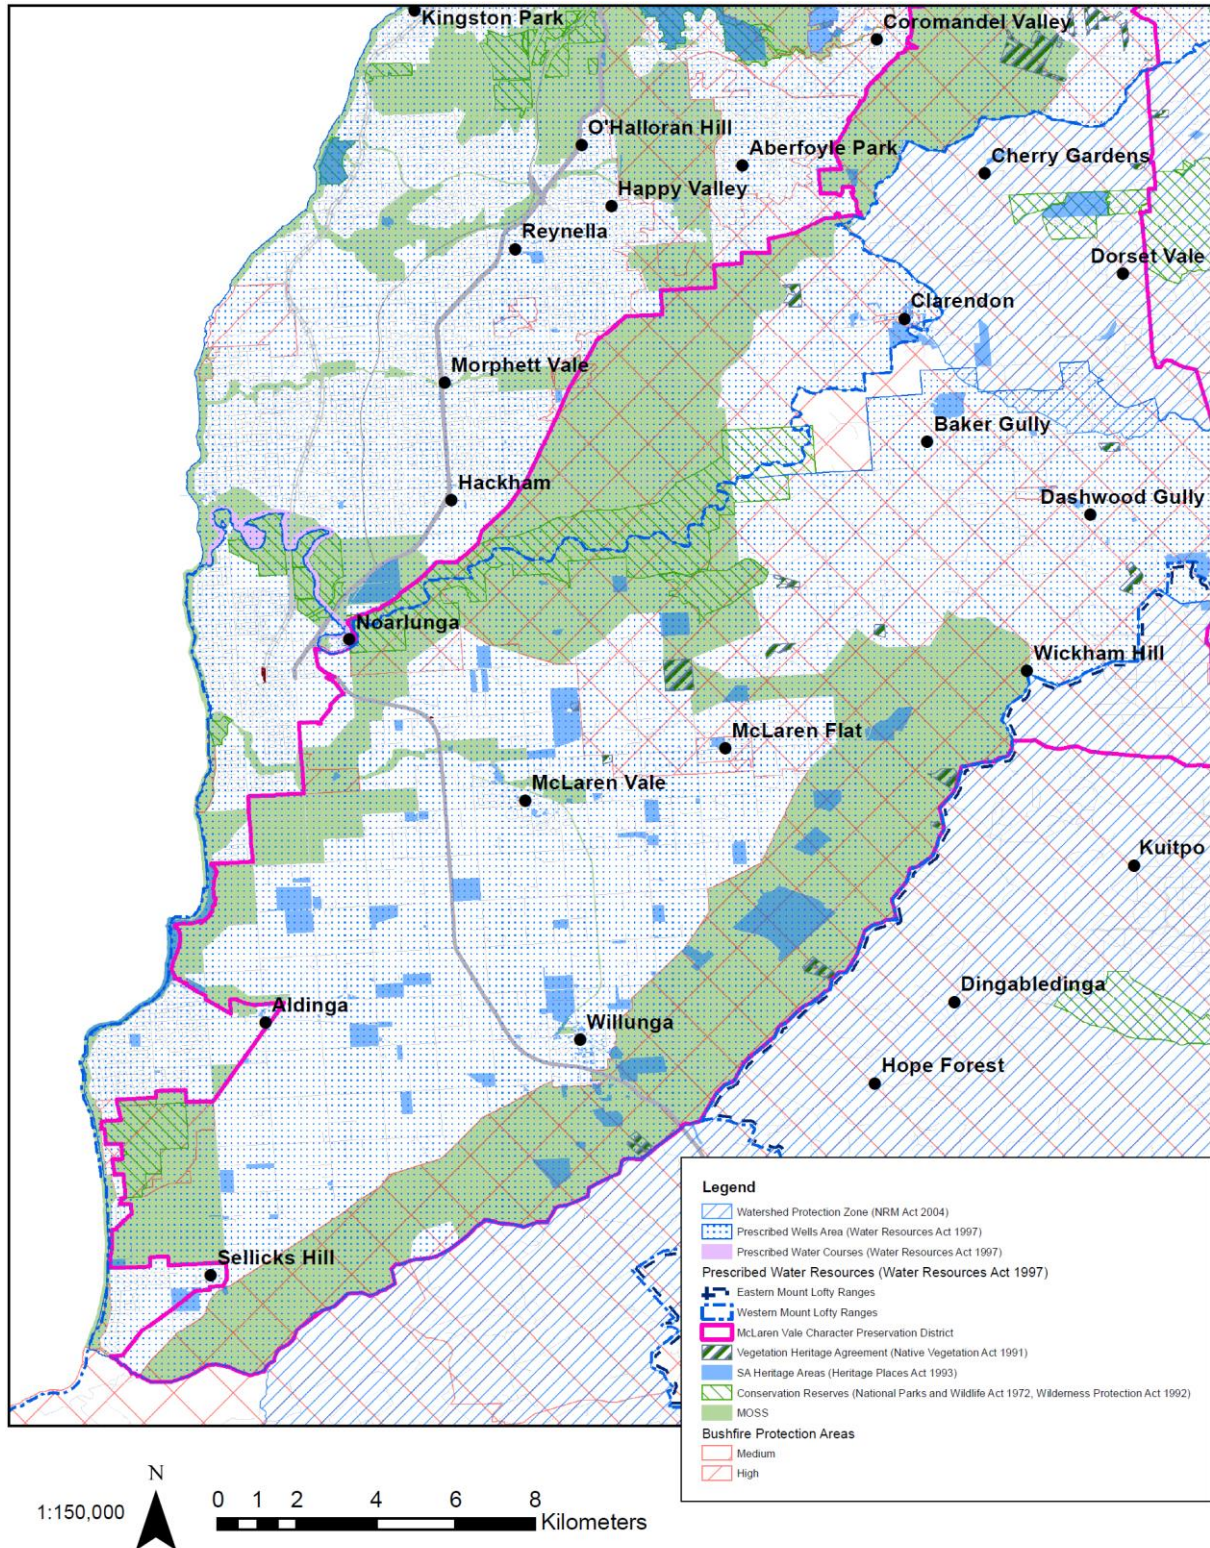 Kingston Park
Coromandel Valley
O'Halloran Hill
Aberfoyle Park
Cherry Gardens
Happy Valley
Reynella
Dorset Vale
Clarendon
Morphett Vale
Baker Gully
Hackham
Dashwood Gully
Noarlunga
Wickham Hill
McLaren Flat
McLaren Vale
Kuitpo
Dingabledinga
Aldinga
Willunga
Hope Forest
Sellicks Hill
Legend
Watershed Protection Zone (NRM Act 2004)
Prescribed Wells Area (Water Resources Act 1997)
Prescribed Water Courses (Water Resources Act 1997)
Prescribed Water Resources (Water Resources Act 1997)
Eastern Mount Lofty Ranges
Western Mount Lofty Ranges
McLaren Vale Character Preservation District
Vegetation Heritage Agreement (Native Vegetation Act 1991)
SA Heritage Areas (Heritage Places Act 1993)
Conservation Reserves (National Parks and Wildlife Act 1972, Wilderness Protection Act 1992)
MOSS
Bushfire Protection Areas
Medium
High
N
1:150,000
0 1 2 4 6 8
Kilometers